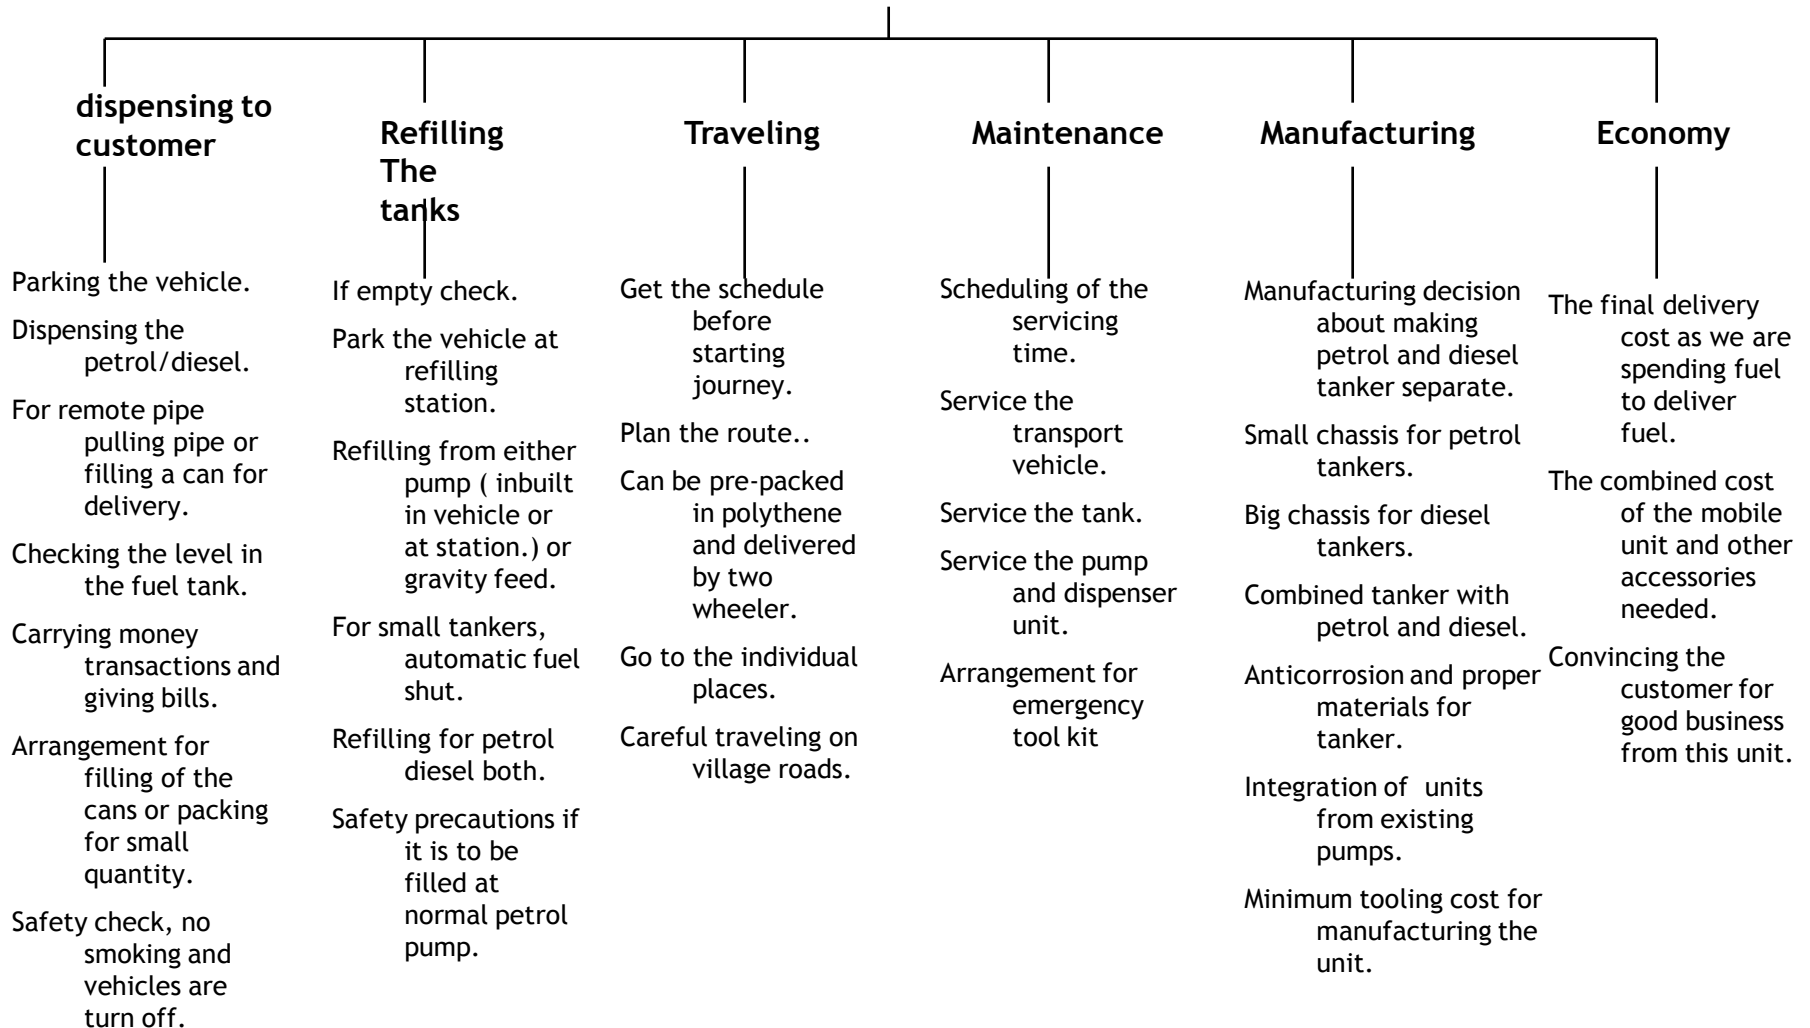 dispensing to
customer
Parking the vehicle.
Dispensing the
petrol/diesel.
For remote pipe
pulling pipe or
filling a can for
delivery.
Checking the level in
the fuel tank.
Carrying money
transactions and
giving bills.
Arrangement for
filling of the
cans or packing
for small
quantity.
Safety check, no
smoking and
vehicles are
turn off.
Refilling
The
tanks
If empty check.
Park the vehicle at
refilling
station.
Refilling from either
pump ( inbuilt
in vehicle or
at station.) or
gravity feed.
For small tankers,
automatic fuel
shut.
Refilling for petrol
diesel both.
Safety precautions if
it is to be
filled at
normal petrol
pump.
Traveling
Get the schedule
before
starting
journey.
Plan the route..
Can be pre-packed
in polythene
and delivered
by two
wheeler.
Go to the individual
places.
Careful traveling on
village roads.
Maintenance
Scheduling of the
servicing
time.
Service the
transport
vehicle.
Service the tank.
Service the pump
and dispenser
unit.
Arrangement for
emergency
tool kit
Manufacturing
Manufacturing decision
about making
petrol and diesel
tanker separate.
Small chassis for petrol
tankers.
Big chassis for diesel
tankers.
Combined tanker with
petrol and diesel.
Anticorrosion and proper
materials for
tanker.
Integration of  units
from existing
pumps.
Minimum tooling cost for
manufacturing the
unit.
Economy
The final delivery
cost as we are
spending fuel
to deliver
fuel.
The combined cost
of the mobile
unit and other
accessories
needed.
Convincing the
customer for
good business
from this unit.